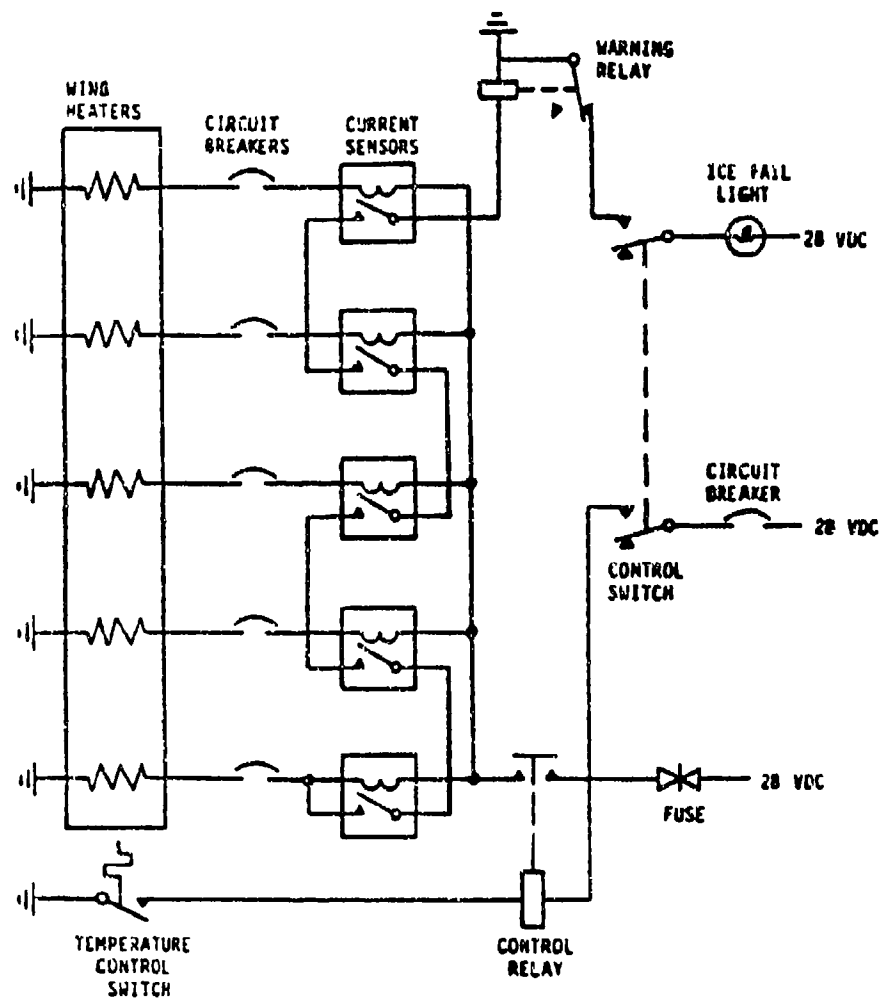 WARNING
RELAY
WING
HEATERS
CIRCUIT
BREAKERS
CURRENT
SENSORS
ICE FAIL
LIGHT
28 VDC
CIRCUIT
BREAKER
28 VDC
CONTROL
SWITCH
28 VDC
FUSE
TEMPERATURE
CONTROL
SWITCH
CONTROL
RELAY